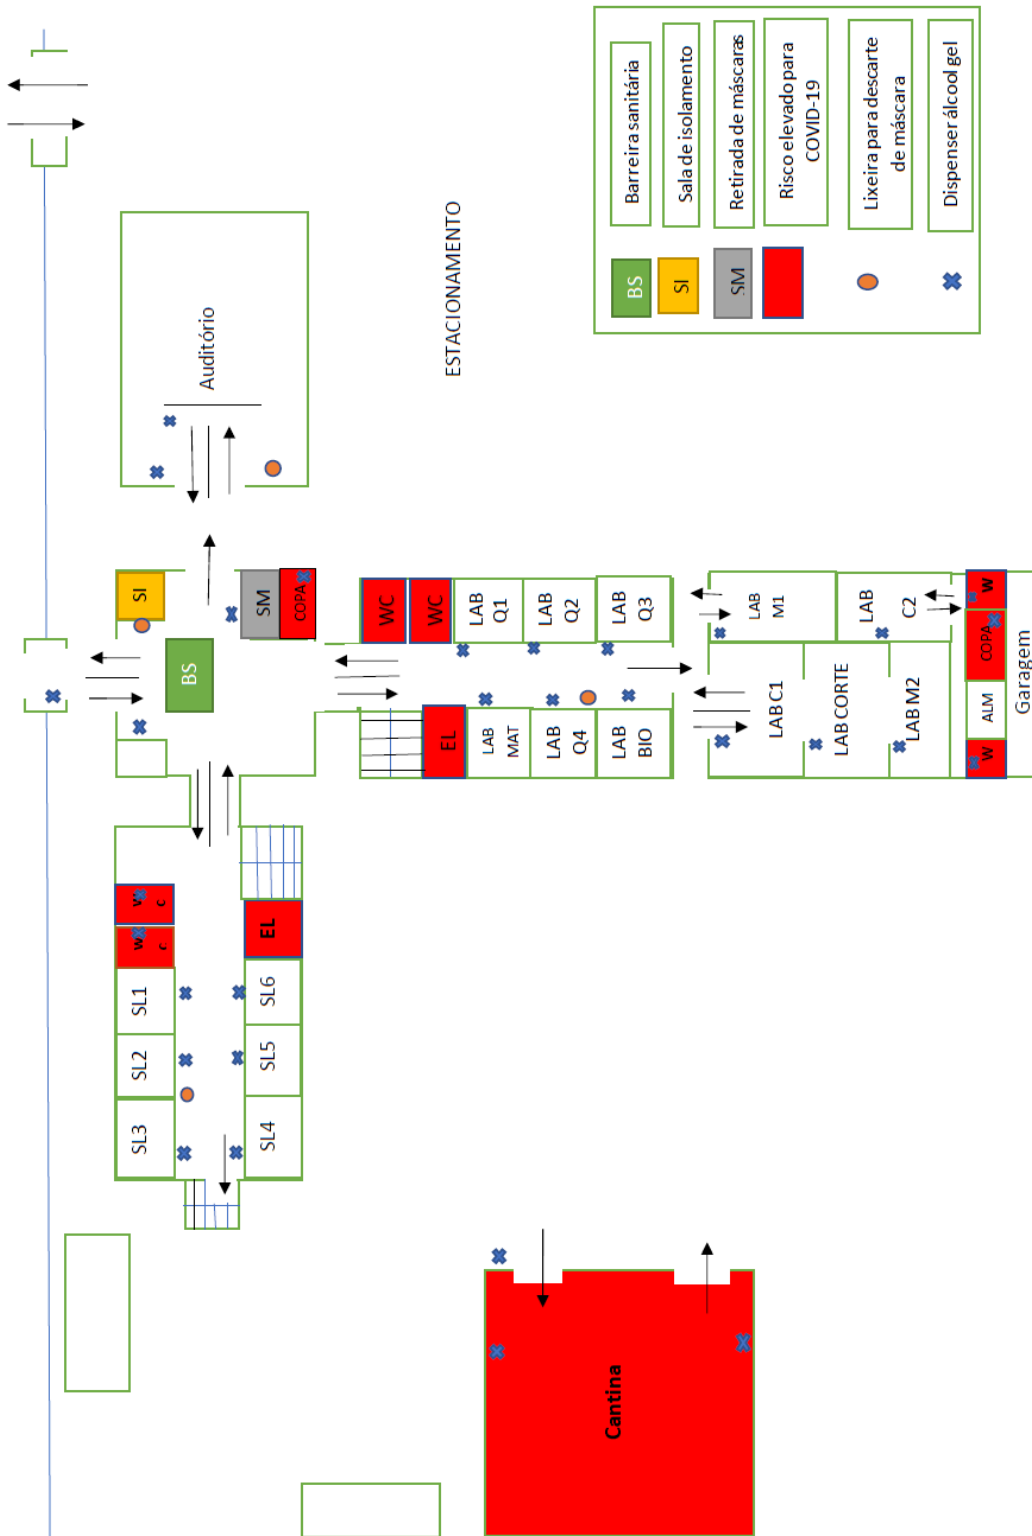 Cantina
SL3
SL2
SL1
W
C
W
C
SL4
SL5
SL6
EL
BS
SI
SM
COPA
Auditório
ESTACIONAMENTO
WC
WC
LAB
Q1
LAB
Q2
LAB
Q3
EL
LAB
MAT
LAB
Q4
LAB
BIO
LAB
M1
LAB
C2
LAB C1
LAB CORTE
LAB M2
W
COPA
ALM
W
Garagem
BS
Barreira sanitária
SI
Sala de isolamento
SM
Retirada de máscaras
Risco elevado para
COVID-19
Lixeira para descarte
de máscara
Dispenser álcool gel